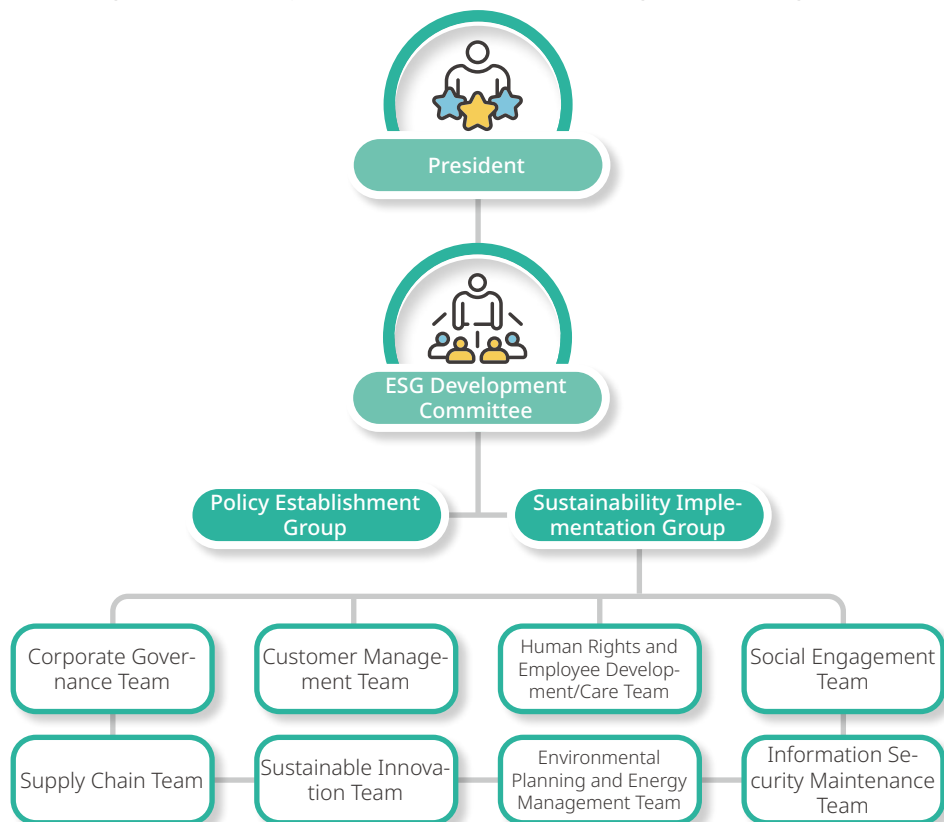 President
ESG Development
Committee
Policy Establishment
Group
Sustainability Imple-
mentation Group
Corporate Gover-
nance Team
Customer Manage-
ment Team
Human Rights and
Employee Develop-
ment/Care Team
Social Engagement
Team
Supply Chain Team
Sustainable Innova-
tion Team
Environmental
Planning and Energy
Management Team
Information Se-
curity Maintenance
Team